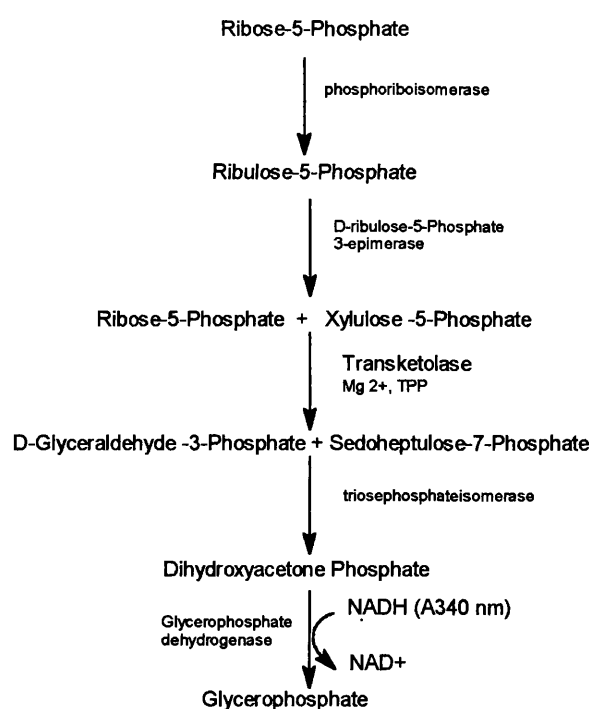 Ribose-5-Phosphate
phosphoriboisomerase
Ribulose-5-Phosphate
D-ribulose-5-Phosphate
3-epimerase
Ribose-5-Phosphate + Xylulose -5-Phosphate
Transketolase
Mg 2+, TPP
D-Glyceraldehyde -3-Phosphate + Sedoheptulose-7-Phosphate
triosephosphateisomerase
Dihydroxyacetone Phosphate
Glycerophosphate
dehydrogenase
NADH (A340 nm)
NAD+
Glycerophosphate